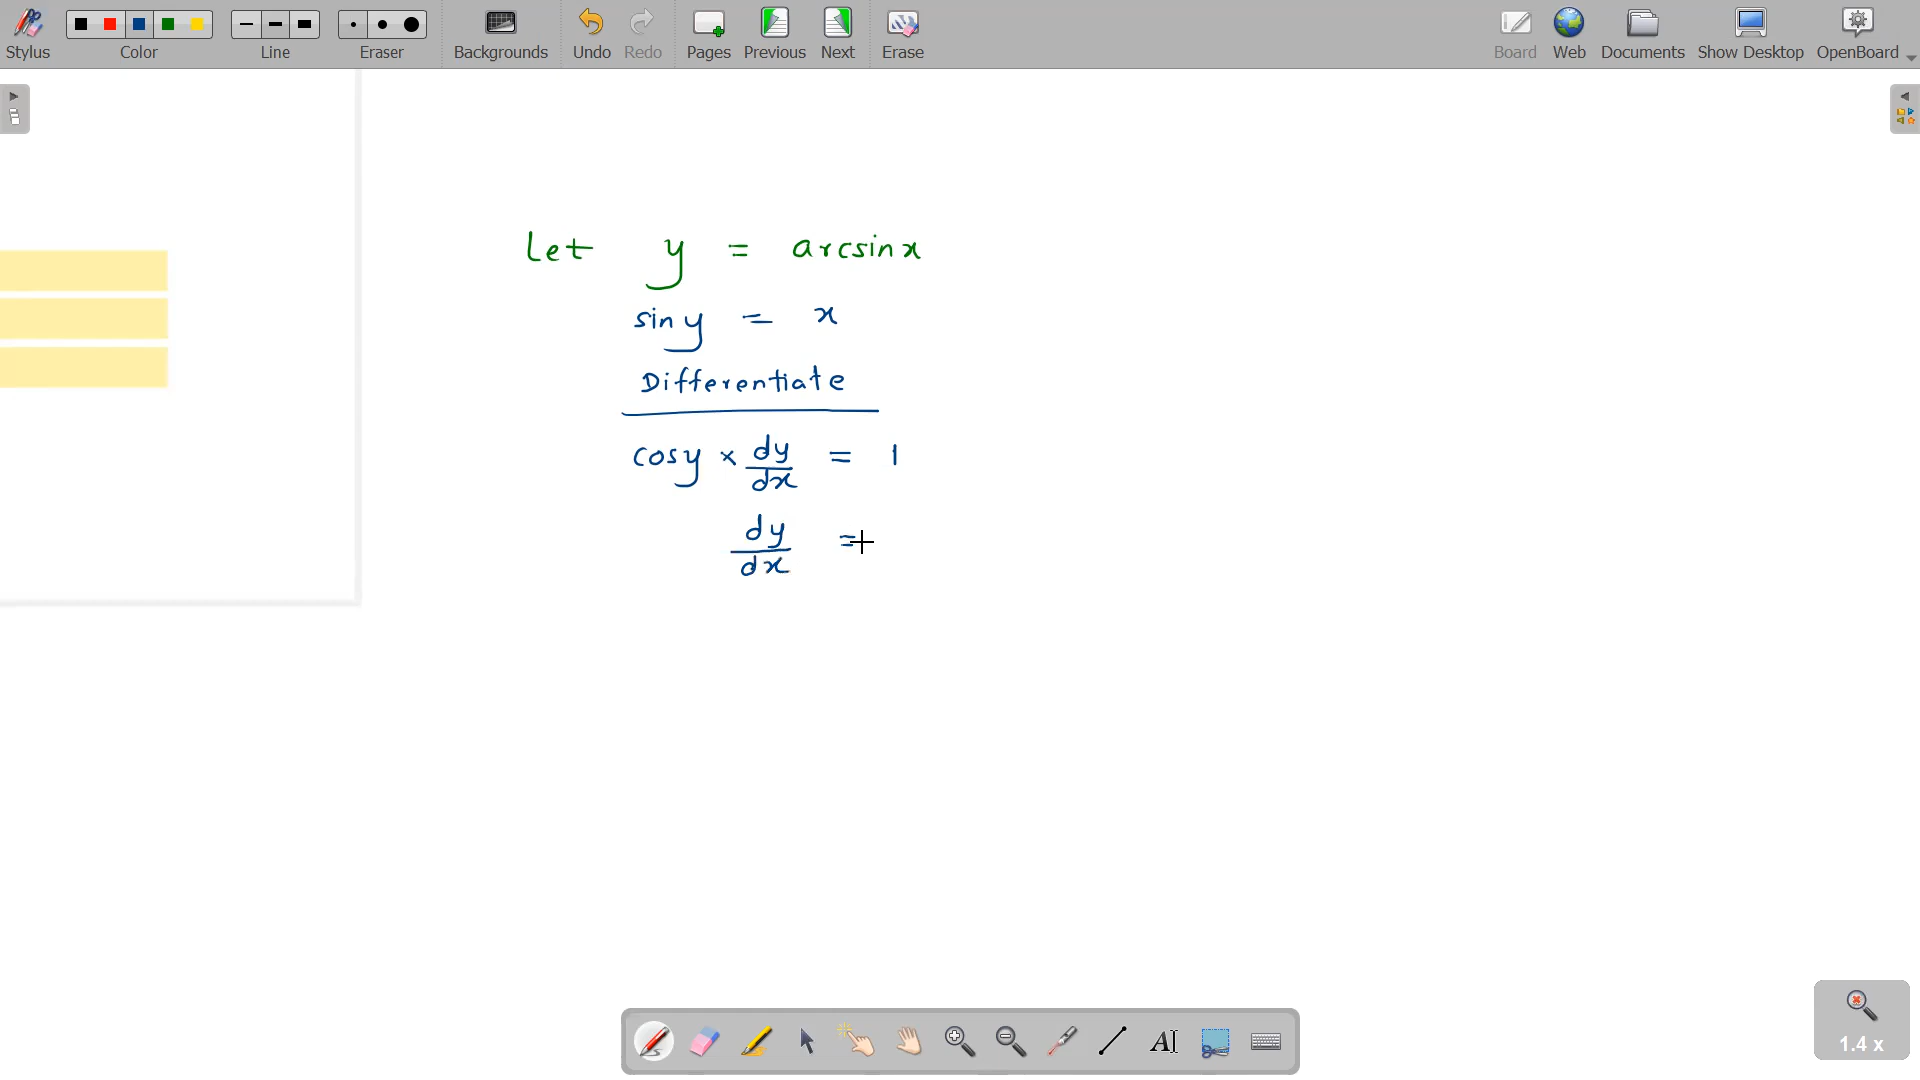 Stylus Color Line Eraser Backgrounds Undo Redo Pages Previous Next Erase Board Web Documents Show Desktop OpenBoard
Let y = arcsin x
sin y = x
Differentiate
cos y × dy/dx = 1
dy/dx =
AI
1.4 x